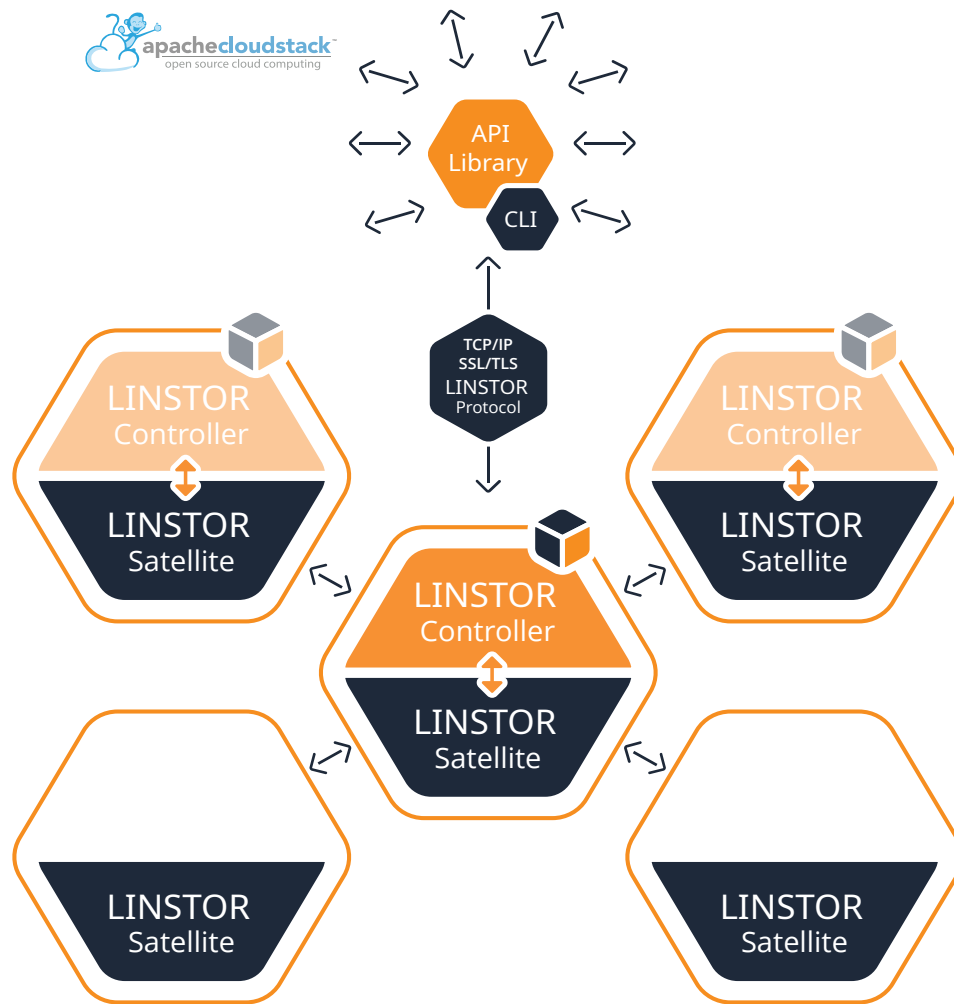 apachecloudstack™
open source cloud computing
API
Library
CLI
TCP/IP
SSL/TLS
LINSTOR
Protocol
LINSTOR
Controller
LINSTOR
Satellite
LINSTOR
Controller
LINSTOR
Satellite
LINSTOR
Controller
LINSTOR
Satellite
LINSTOR
Satellite
LINSTOR
Satellite